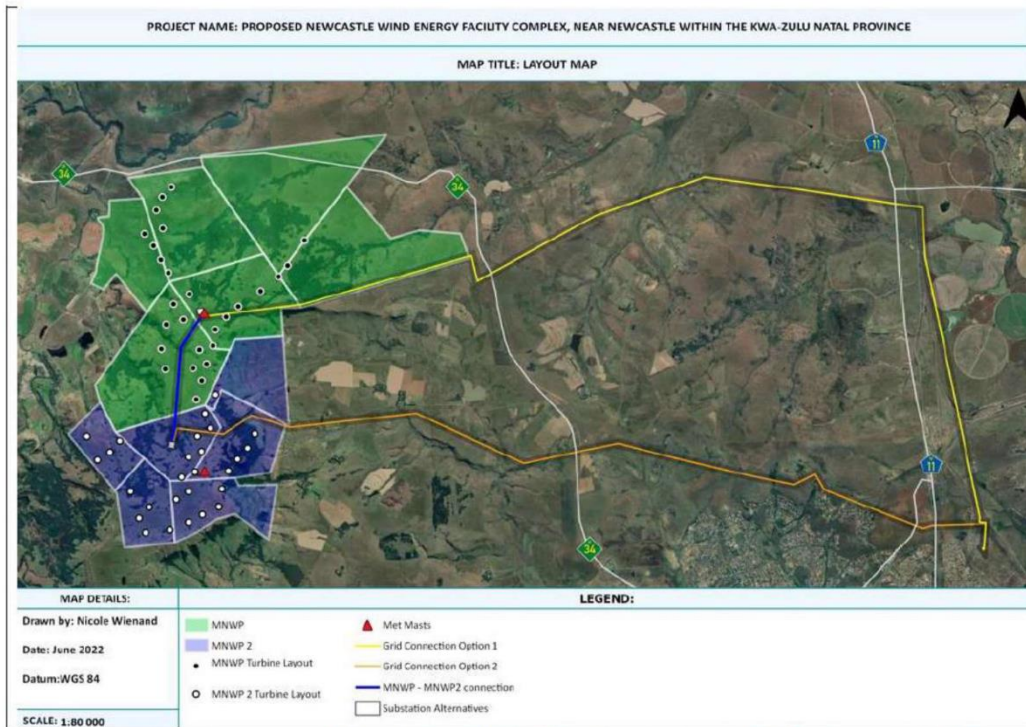 PROJECT NAME: PROPOSED NEWCASTLE WIND ENERGY FACILITY COMPLEX, NEAR NEWCASTLE WITHIN THE KWA-ZULU NATAL PROVINCE
MAP TITLE: LAYOUT MAP
11
34
34
11
34
MAP DETAILS:
Drawn by: Nicole Wienand
Date: June 2022
Datum:WGS 84
SCALE: 1:80 000
LEGEND:
MNWP
MNWP 2
MNWP Turbine Layout
MNWP 2 Turbine Layout
Met Masts
Grid Connection Option 1
Grid Connection Option 2
MNWP - MNWP2 connection
Substation Alternatives